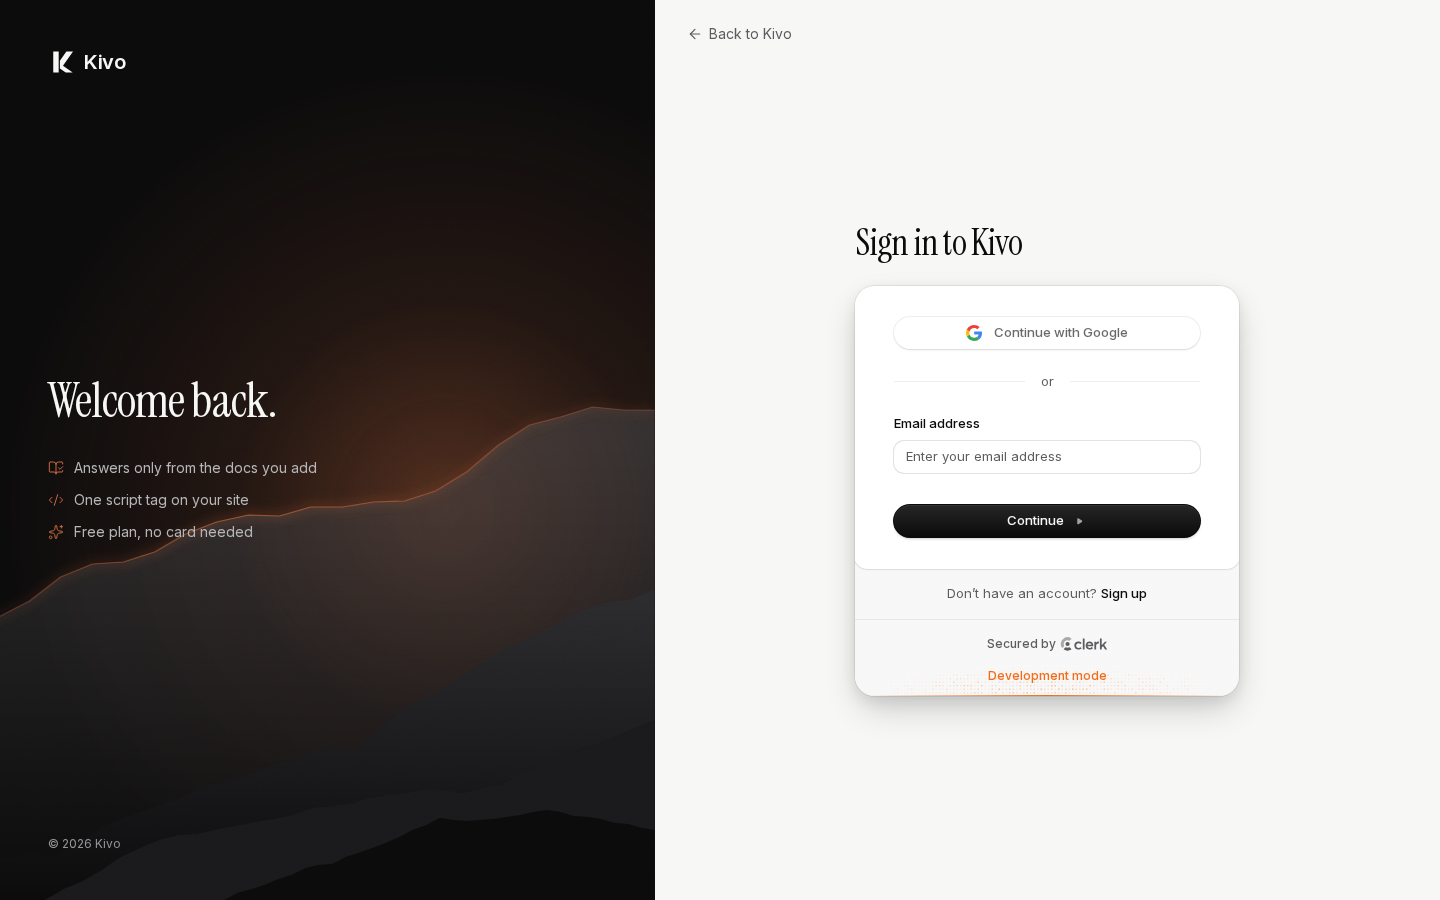 Kivo
Back to Kivo
Welcome back.
Answers only from the docs you add
One script tag on your site
Free plan, no card needed
© 2026 Kivo
Sign in to Kivo
Continue with Google
or
Email address
Enter your email address
Continue
Don’t have an account? Sign up
Secured by clerk
Development mode